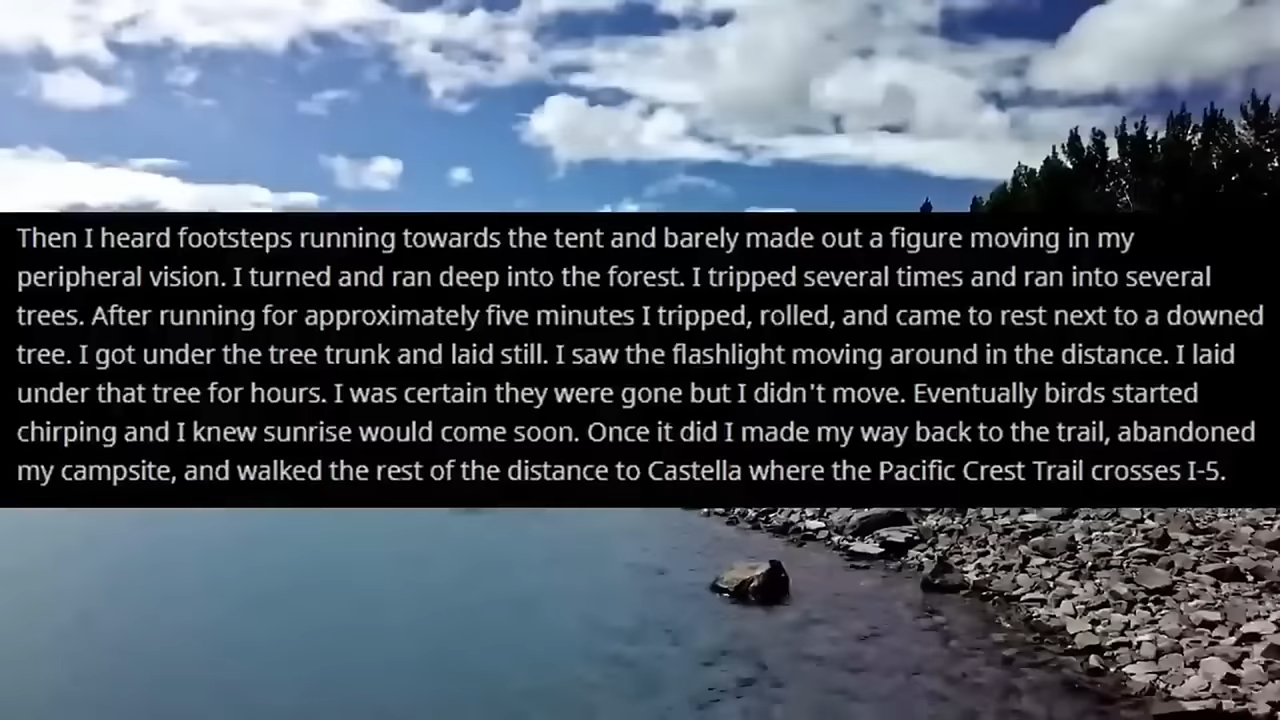 Then I heard footsteps running towards the tent and barely made out a figure moving in my
peripheral vision. I turned and ran deep into the forest. I tripped several times and ran into several
trees. After running for approximately five minutes I tripped, rolled, and came to rest next to a downed
tree. I got under the tree trunk and laid still. I saw the flashlight moving around in the distance. I laid
under that tree for hours. I was certain they were gone but I didn't move. Eventually birds started
chirping and I knew sunrise would come soon. Once it did I made my way back to the trail, abandoned
my campsite, and walked the rest of the distance to Castella where the Pacific Crest Trail crosses I-5.